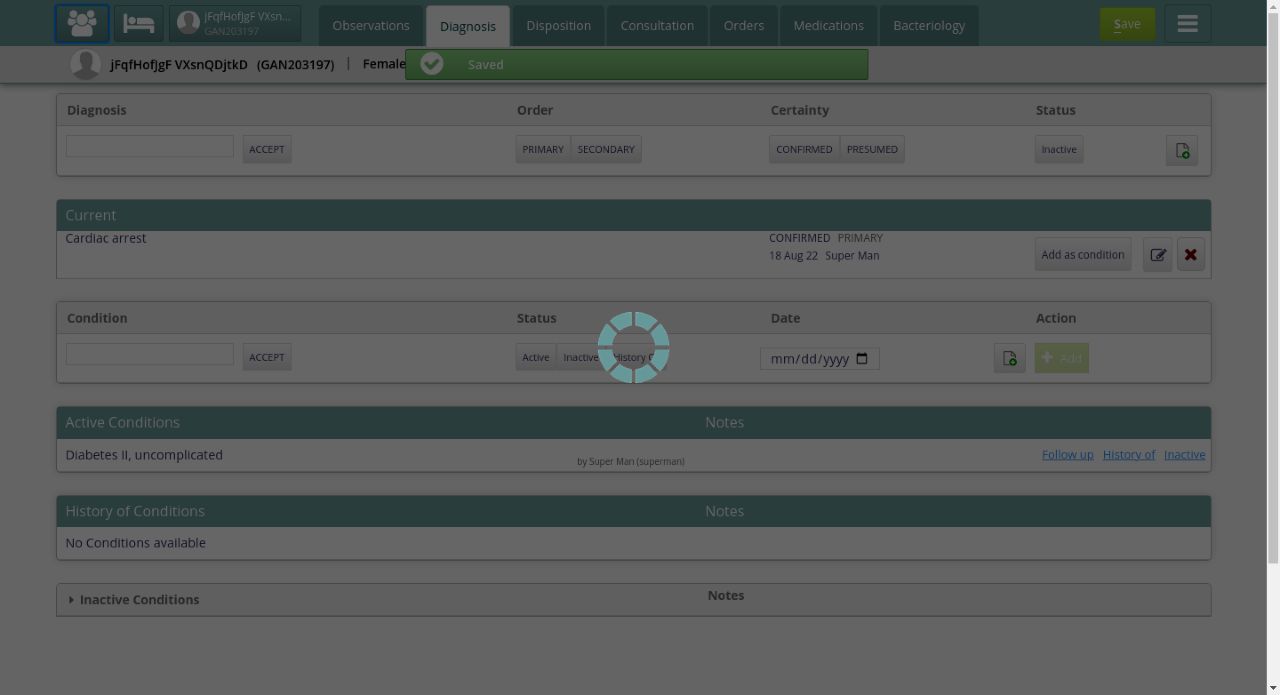 jFqfHofJgF VXsn...
GAN203197
Observations
Diagnosis
Disposition
Consultation
Orders
Medications
Bacteriology
Save
jFqfHofJgF VXsnQDjtkD (GAN203197) | Female
Saved
Diagnosis Order Certainty Status
ACCEPT PRIMARY SECONDARY CONFIRMED PRESUMED Inactive
Current
Cardiac arrest CONFIRMED PRIMARY
18 Aug 22 Super Man
Add as condition
Condition Status Date Action
ACCEPT Active Inactive History mm/dd/yyyy Add
Active Conditions Notes
Diabetes II, uncomplicated
by Super Man (superman)
Follow up History of Inactive
History of Conditions Notes
No Conditions available
Inactive Conditions Notes